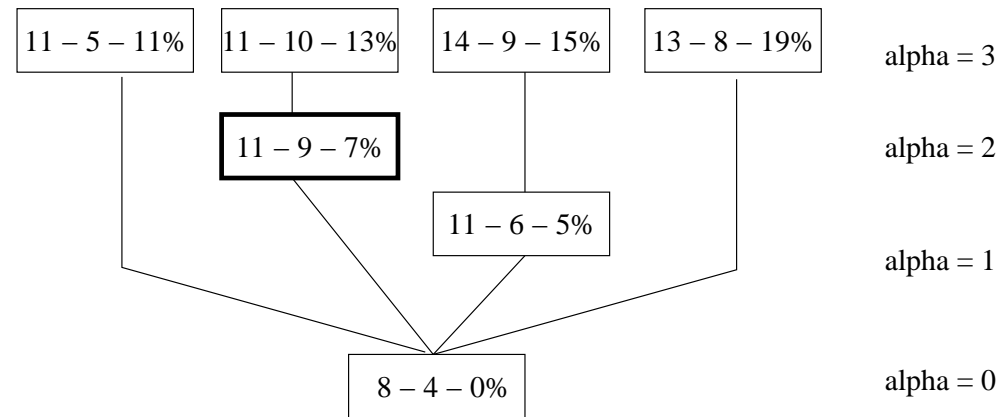 11 – 5 – 11%
11 – 10 – 13%
14 – 9 – 15%
13 – 8 – 19%
alpha = 3
11 – 9 – 7%
alpha = 2
11 – 6 – 5%
alpha = 1
8 – 4 – 0%
alpha = 0